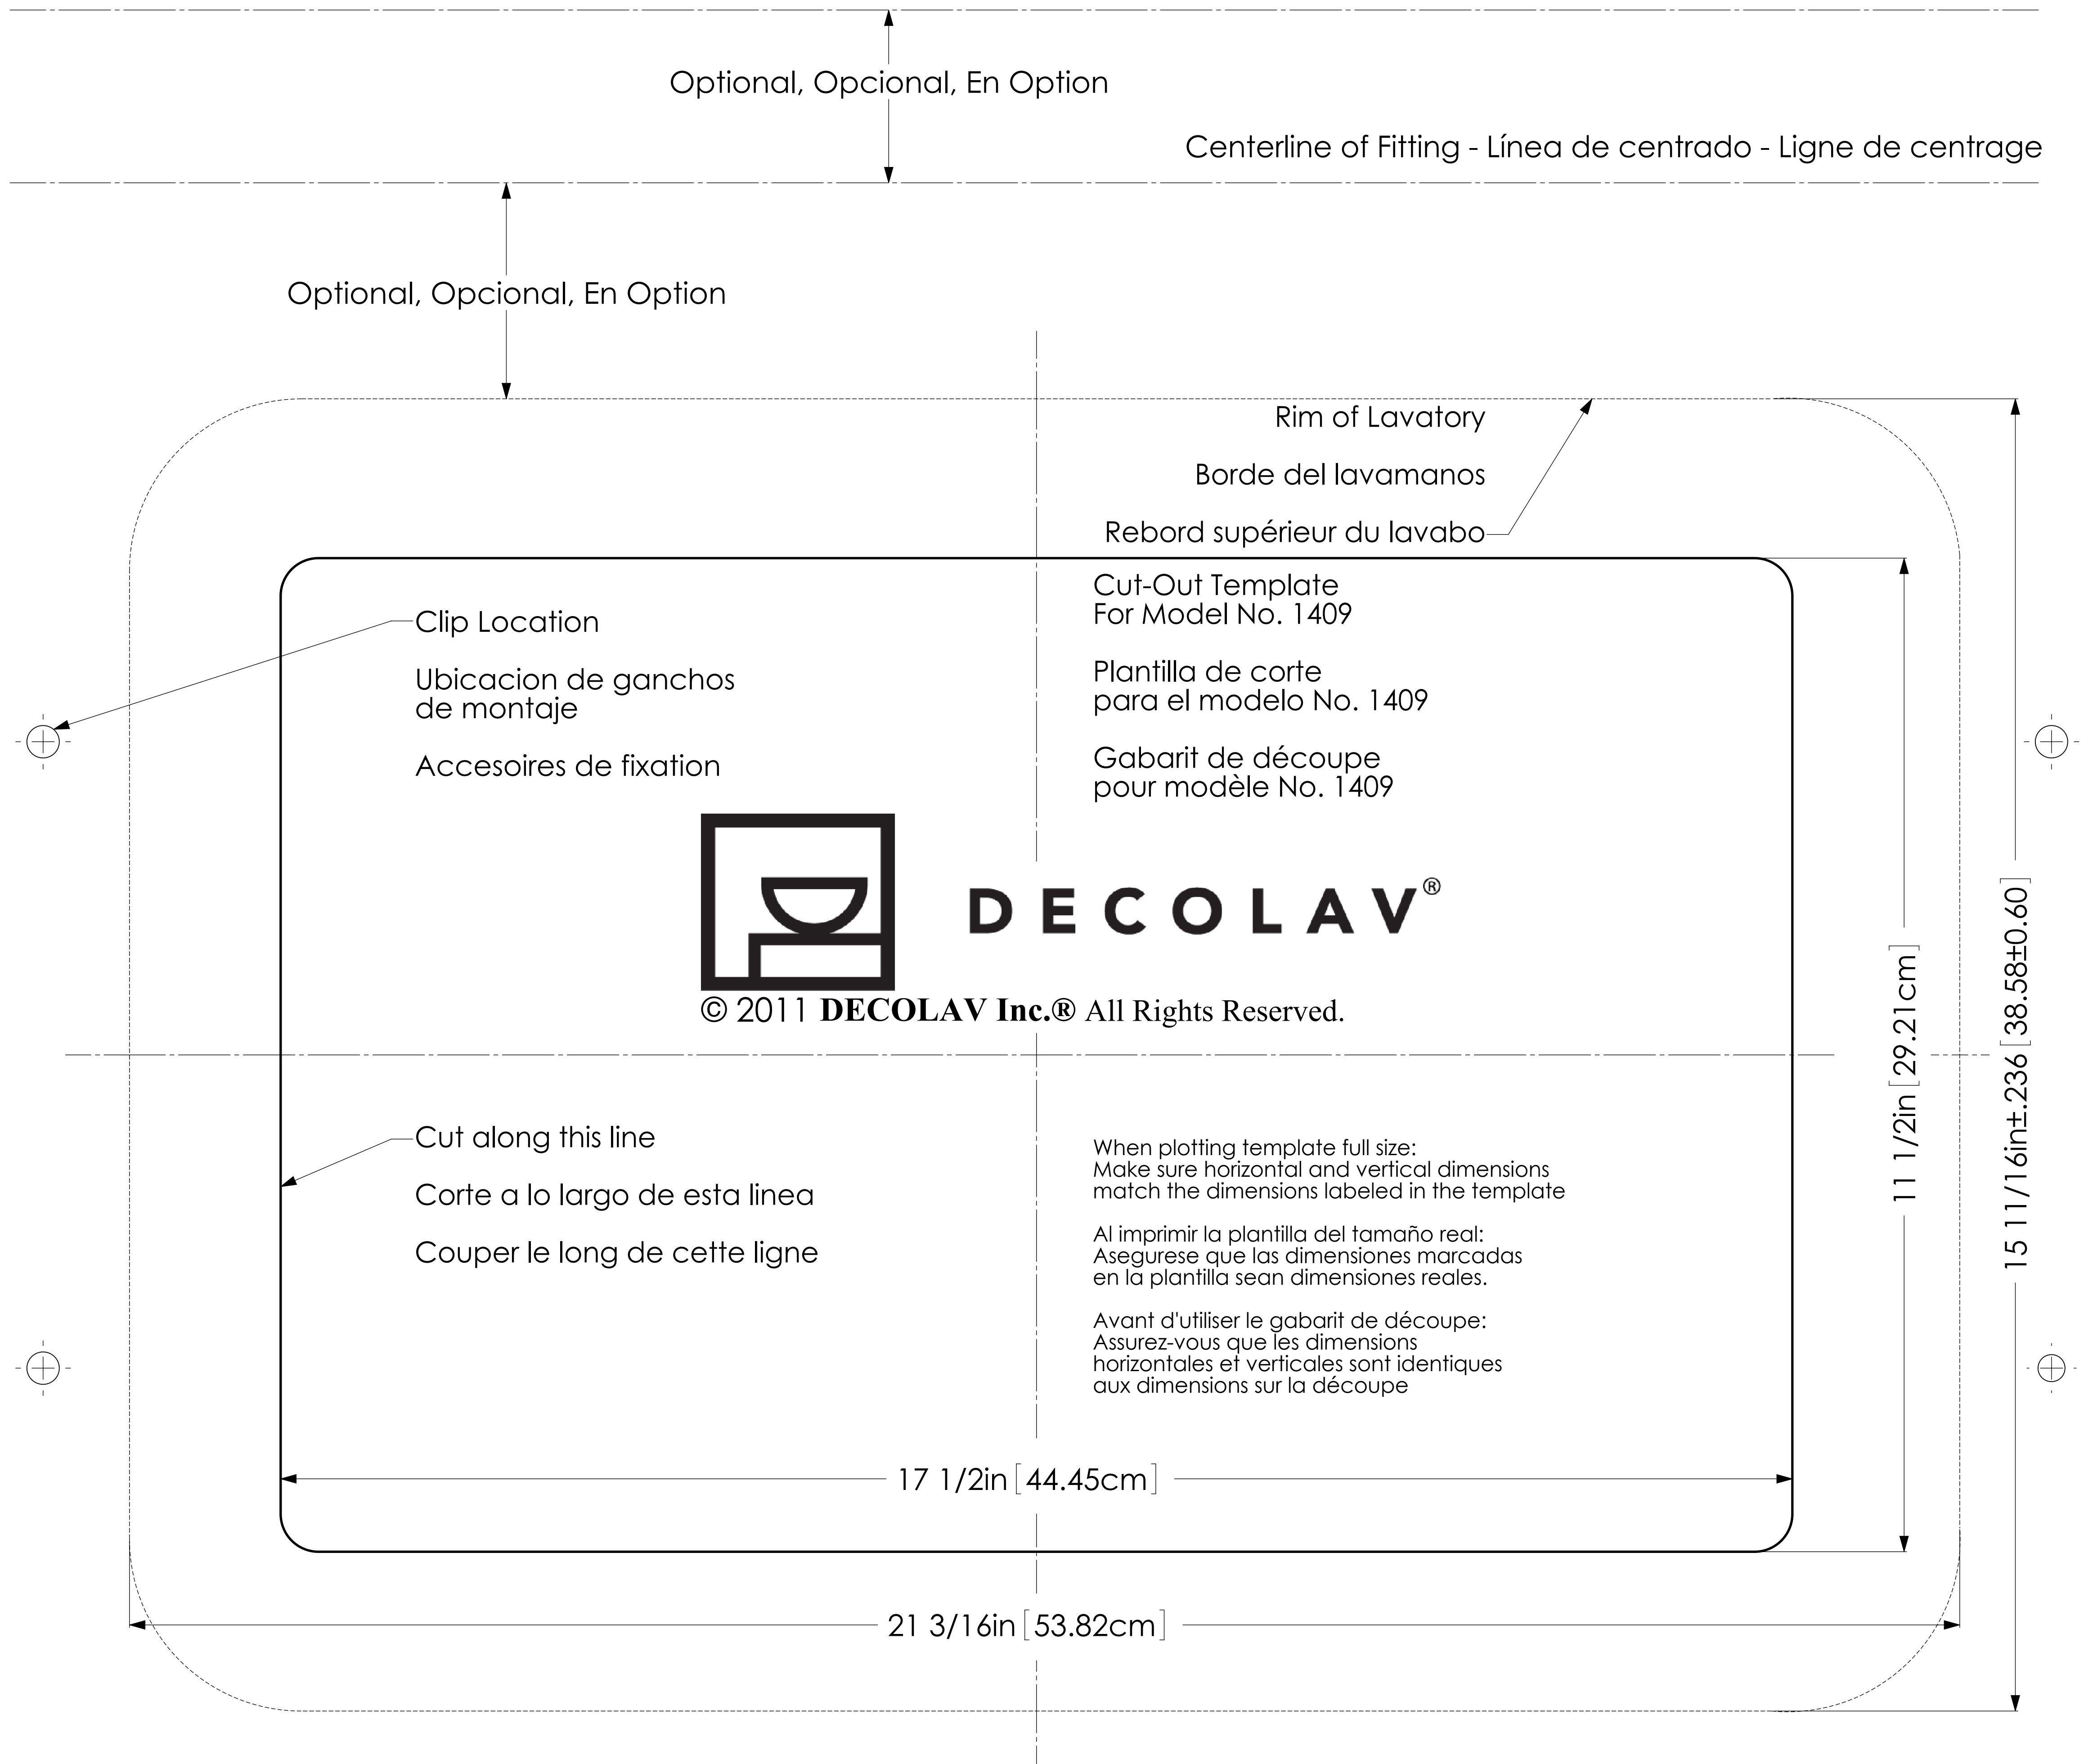 Optional, Opcional, En Option
Centerline of Fitting - Línea de centrado - Ligne de centrage
Optional, Opcional, En Option
Rim of Lavatory
Borde del lavamanos
Rebord supérieur du lavabo
Clip Location
Ubicacion de ganchos
de montaje
Accesoires de fixation
Cut-Out Template
For Model No. 1409
Plantilla de corte
para el modelo No. 1409
Gabarit de découpe
pour modèle No. 1409
DECOLAV®
© 2011 DECOLAV Inc.® All Rights Reserved.
Cut along this line
Corte a lo largo de esta linea
Couper le long de cette ligne
When plotting template full size:
Make sure horizontal and vertical dimensions
match the dimensions labeled in the template
Al imprimir la plantilla del tamaño real:
Asegurese que las dimensiones marcadas
en la plantilla sean dimensiones reales.
Avant d'utiliser le gabarit de découpe:
Assurez-vous que les dimensions
horizontales et verticales sont identiques
aux dimensions sur la découpe
11 1/2in [29.21cm]
15 11/16in±.236 [38.58±0.60]
17 1/2in [44.45cm]
21 3/16in [53.82cm]